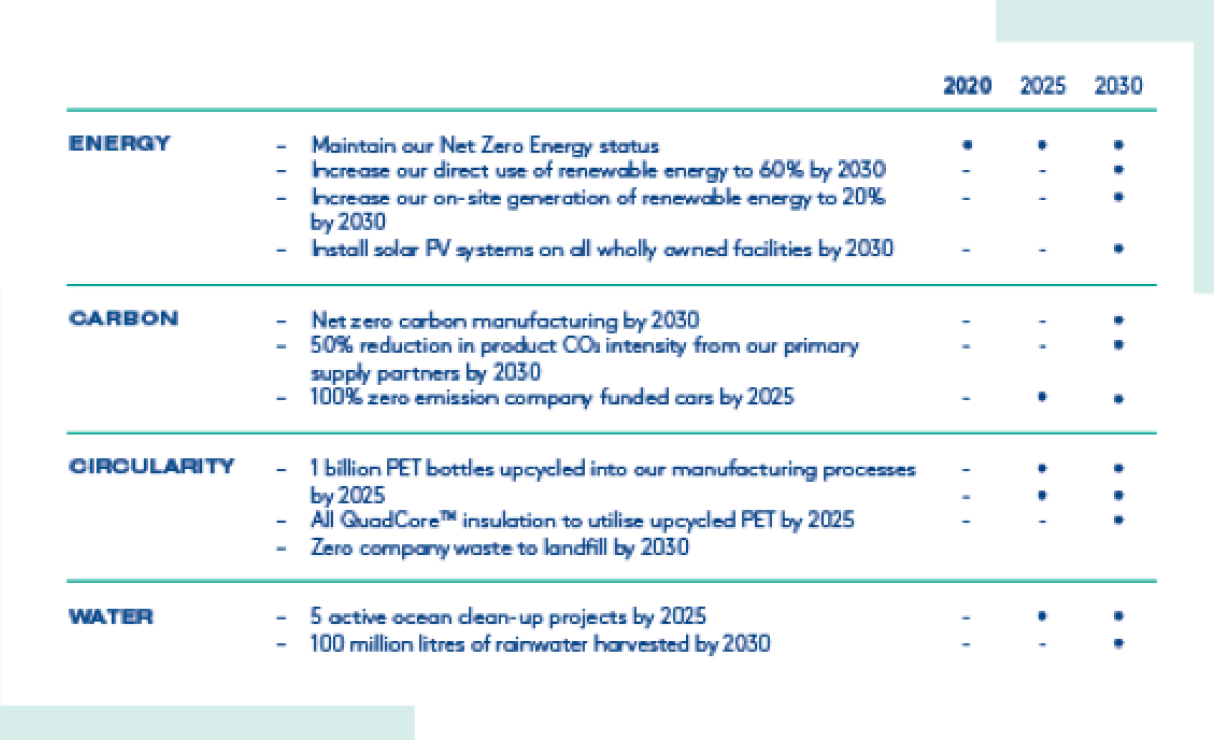 2020 2025 2030
ENERGY - Maintain our Net Zero Energy status • • •
- Increase our direct use of renewable energy to 60% by 2030 - - •
- Increase our on-site generation of renewable energy to 20% - - •
by 2030
- Install solar PV systems on all wholly owned facilities by 2030 - - •
CARBON - Net zero carbon manufacturing by 2030 - - •
- 50% reduction in product CO₂ intensity from our primary - - •
supply partners by 2030
- 100% zero emission company funded cars by 2025 - • •
CIRCULARITY - 1 billion PET bottles upcycled into our manufacturing processes - • •
by 2025 - • •
- All QuadCore™ insulation to utilise upcycled PET by 2025 - - •
- Zero company waste to landfill by 2030
WATER - 5 active ocean clean-up projects by 2025 - • •
- 100 million litres of rainwater harvested by 2030 - - •